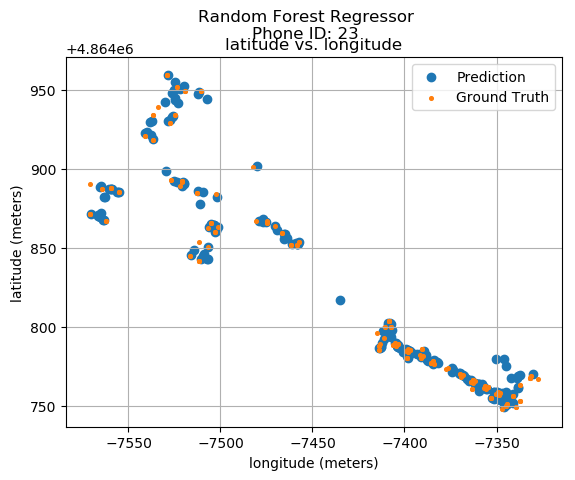 Random Forest Regressor
Phone ID: 23
latitude vs. longitude
+4.864e6
Prediction
Ground Truth
950
900
850
800
750
latitude (meters)
−7550
−7500
−7450
−7400
−7350
longitude (meters)